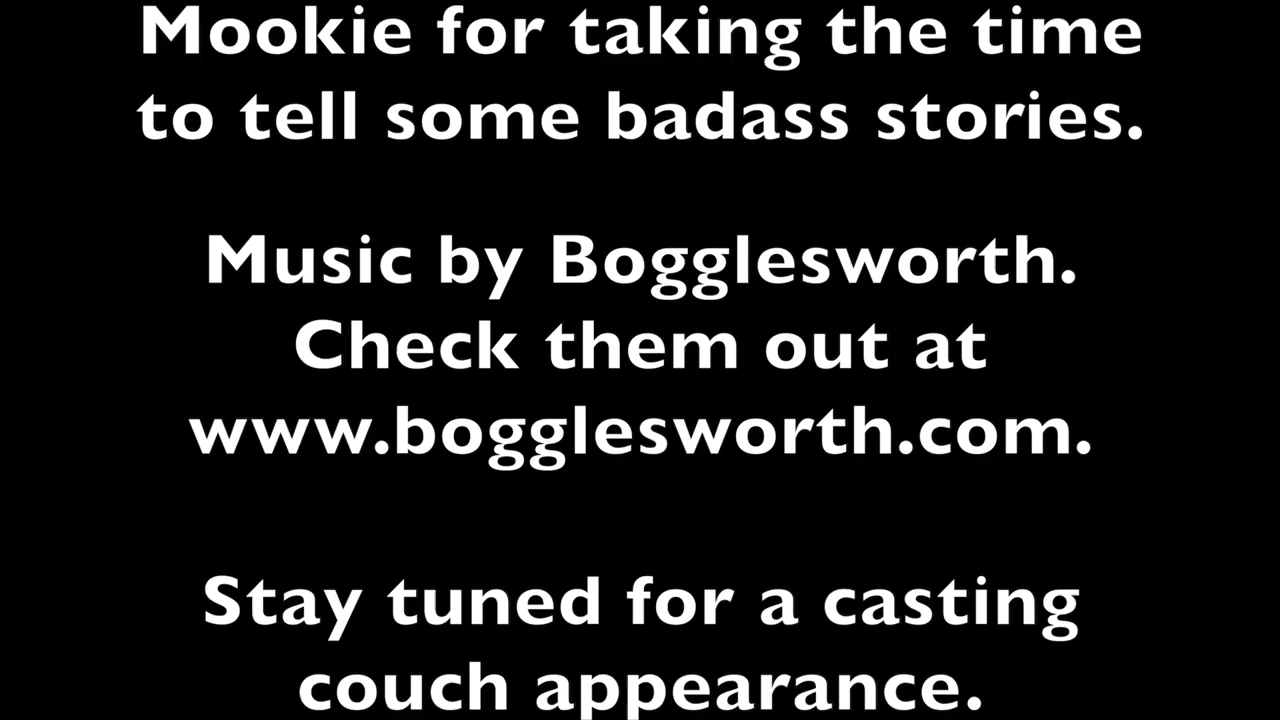 Mookie for taking the time
to tell some badass stories.
Music by Bogglesworth.
Check them out at
www.bogglesworth.com.
Stay tuned for a casting
couch appearance.